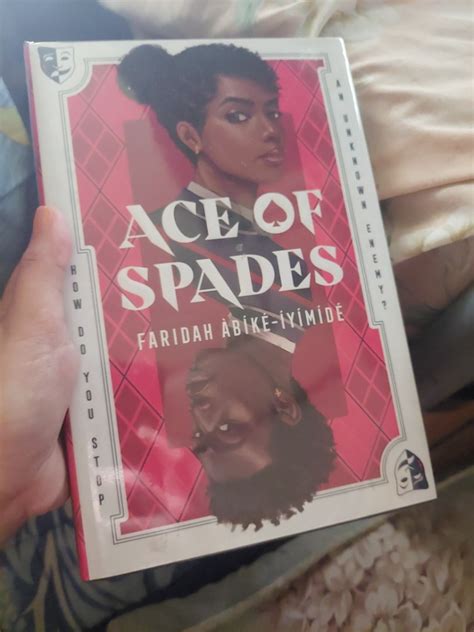 ACE OF
SPADES
FARIDAH ÀBÍKÉ-ÍYÍMÍDÉ
HOW DO YOU STOP
AN UNKNOWN ENEMY?